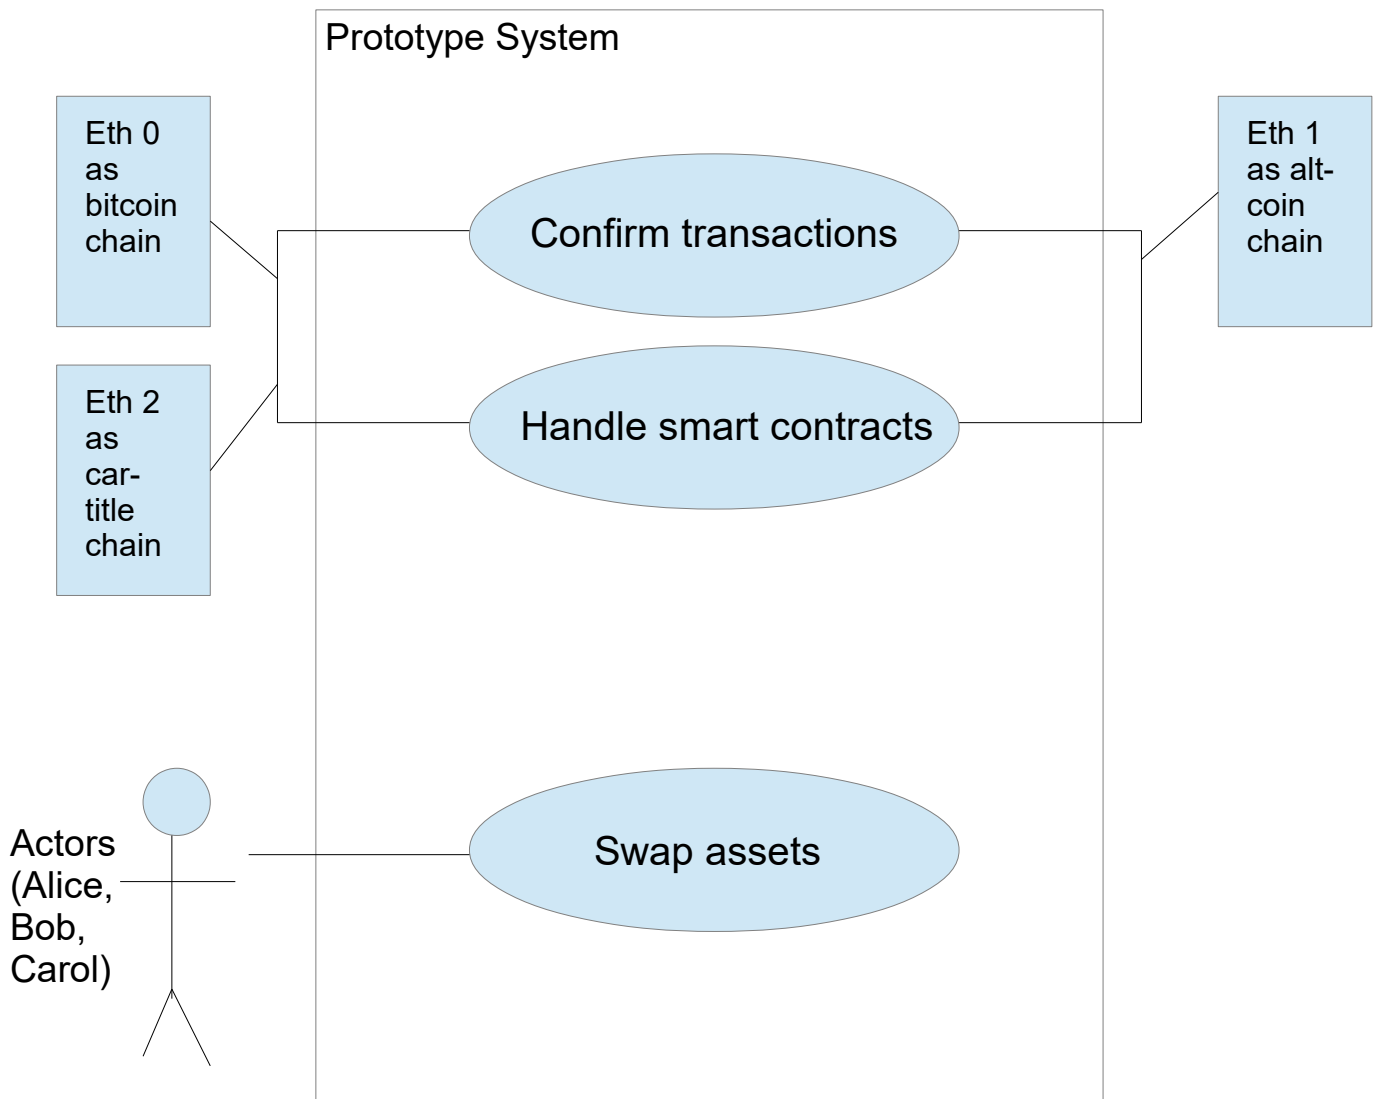 Prototype System
Eth 0
as
bitcoin
chain
Eth 1
as alt-
coin
chain
Confirm transactions
Eth 2
as
car-
title
chain
Handle smart contracts
Actors
(Alice,
Bob,
Carol)
Swap assets